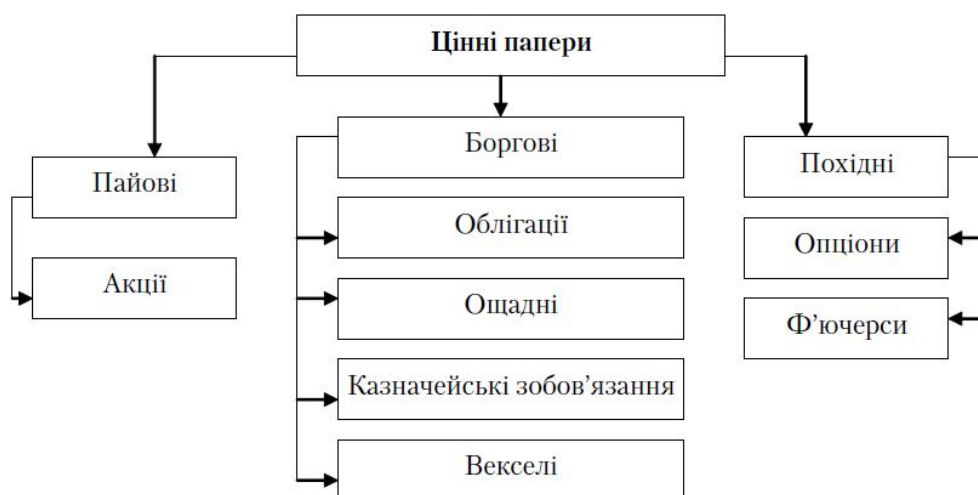 Цінні папери
Пайові
Акції
Боргові
Облігації
Ощадні
Казначейські зобов’язання
Векселі
Похідні
Опціони
Ф’ючерси